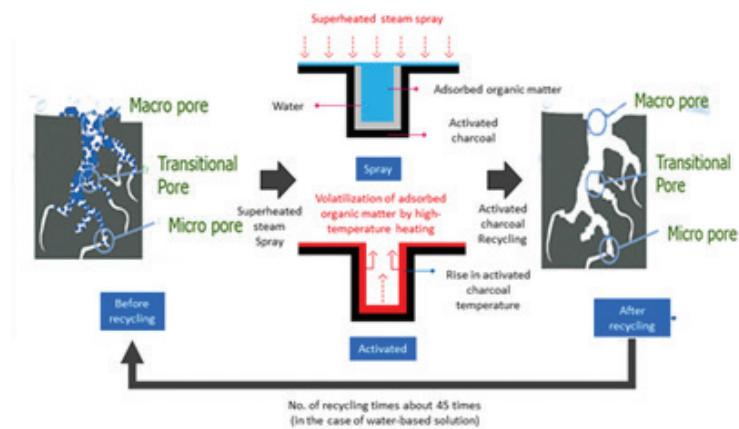 Superheated steam spray
Macro pore
Transitional
Pore
Micro pore
Before
recycling
Superheated
steam
Spray
Water
Adsorbed organic matter
Activated
charcoal
Spray
Volatilization of adsorbed
organic matter by high-
temperature heating
Rise in activated
charcoal
temperature
Activated
Activated
charcoal
Recycling
Macro pore
Transitional
Pore
Micro pore
After
recycling
No. of recycling times about 45 times
(in the case of water-based solution)